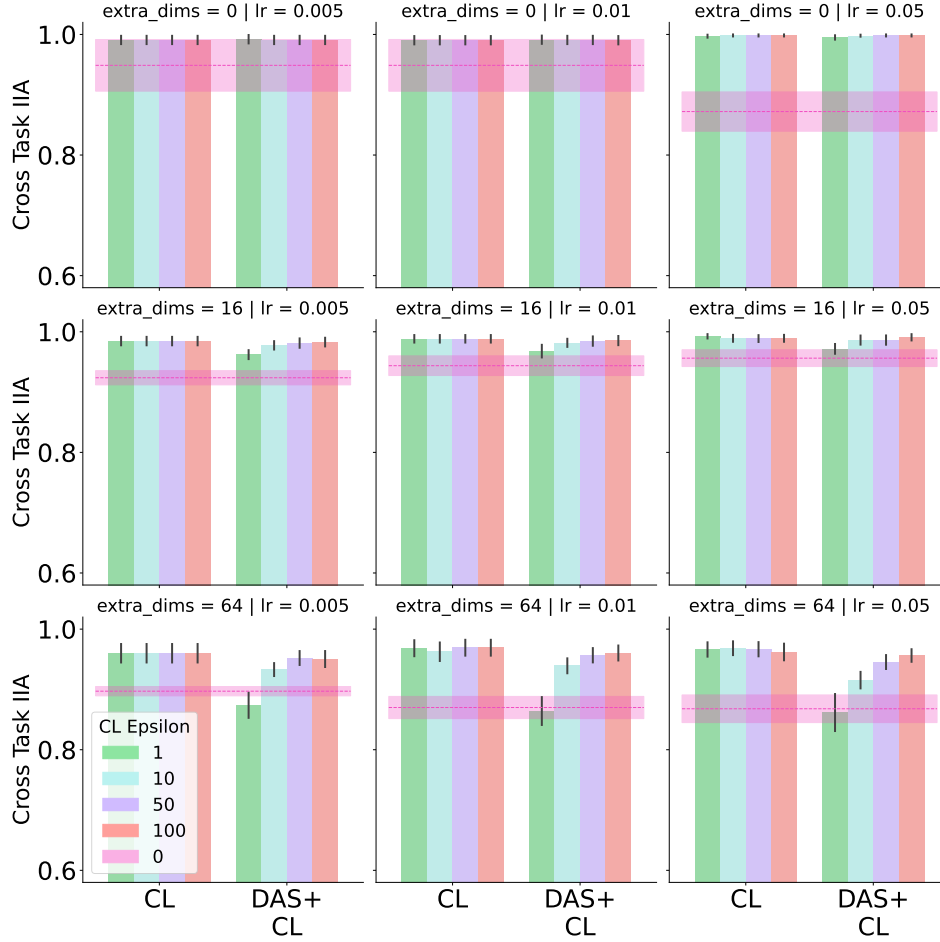 extra_dims = 0 | lr = 0.005
extra_dims = 0 | lr = 0.01
extra_dims = 0 | lr = 0.05
Cross Task IIA
1.0
0.8
0.6
extra_dims = 16 | lr = 0.005
extra_dims = 16 | lr = 0.01
extra_dims = 16 | lr = 0.05
Cross Task IIA
1.0
0.8
0.6
extra_dims = 64 | lr = 0.005
extra_dims = 64 | lr = 0.01
extra_dims = 64 | lr = 0.05
Cross Task IIA
1.0
0.8
0.6
CL Epsilon
1
10
50
100
0
CL
DAS+
CL
CL
DAS+
CL
CL
DAS+
CL